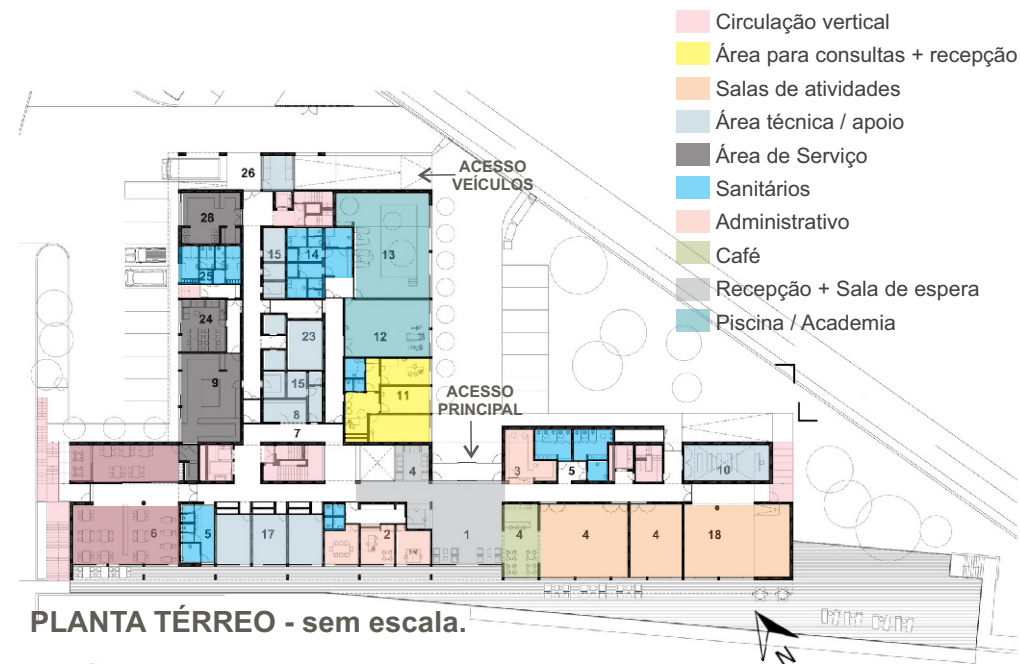 Circulação vertical
Área para consultas + recepção
Salas de atividades
Área técnica / apoio
Área de Serviço
Sanitários
Administrativo
Café
Recepção + Sala de espera
Piscina / Academia
ACESSO
VEÍCULOS
26
28
13
15
14
25
24
12
23
9
15
11
ACESSO
PRINCIPAL
8
7
4
3
5
10
6
5
17
2
1
4
4
4
18
PLANTA TÉRREO - sem escala.
N